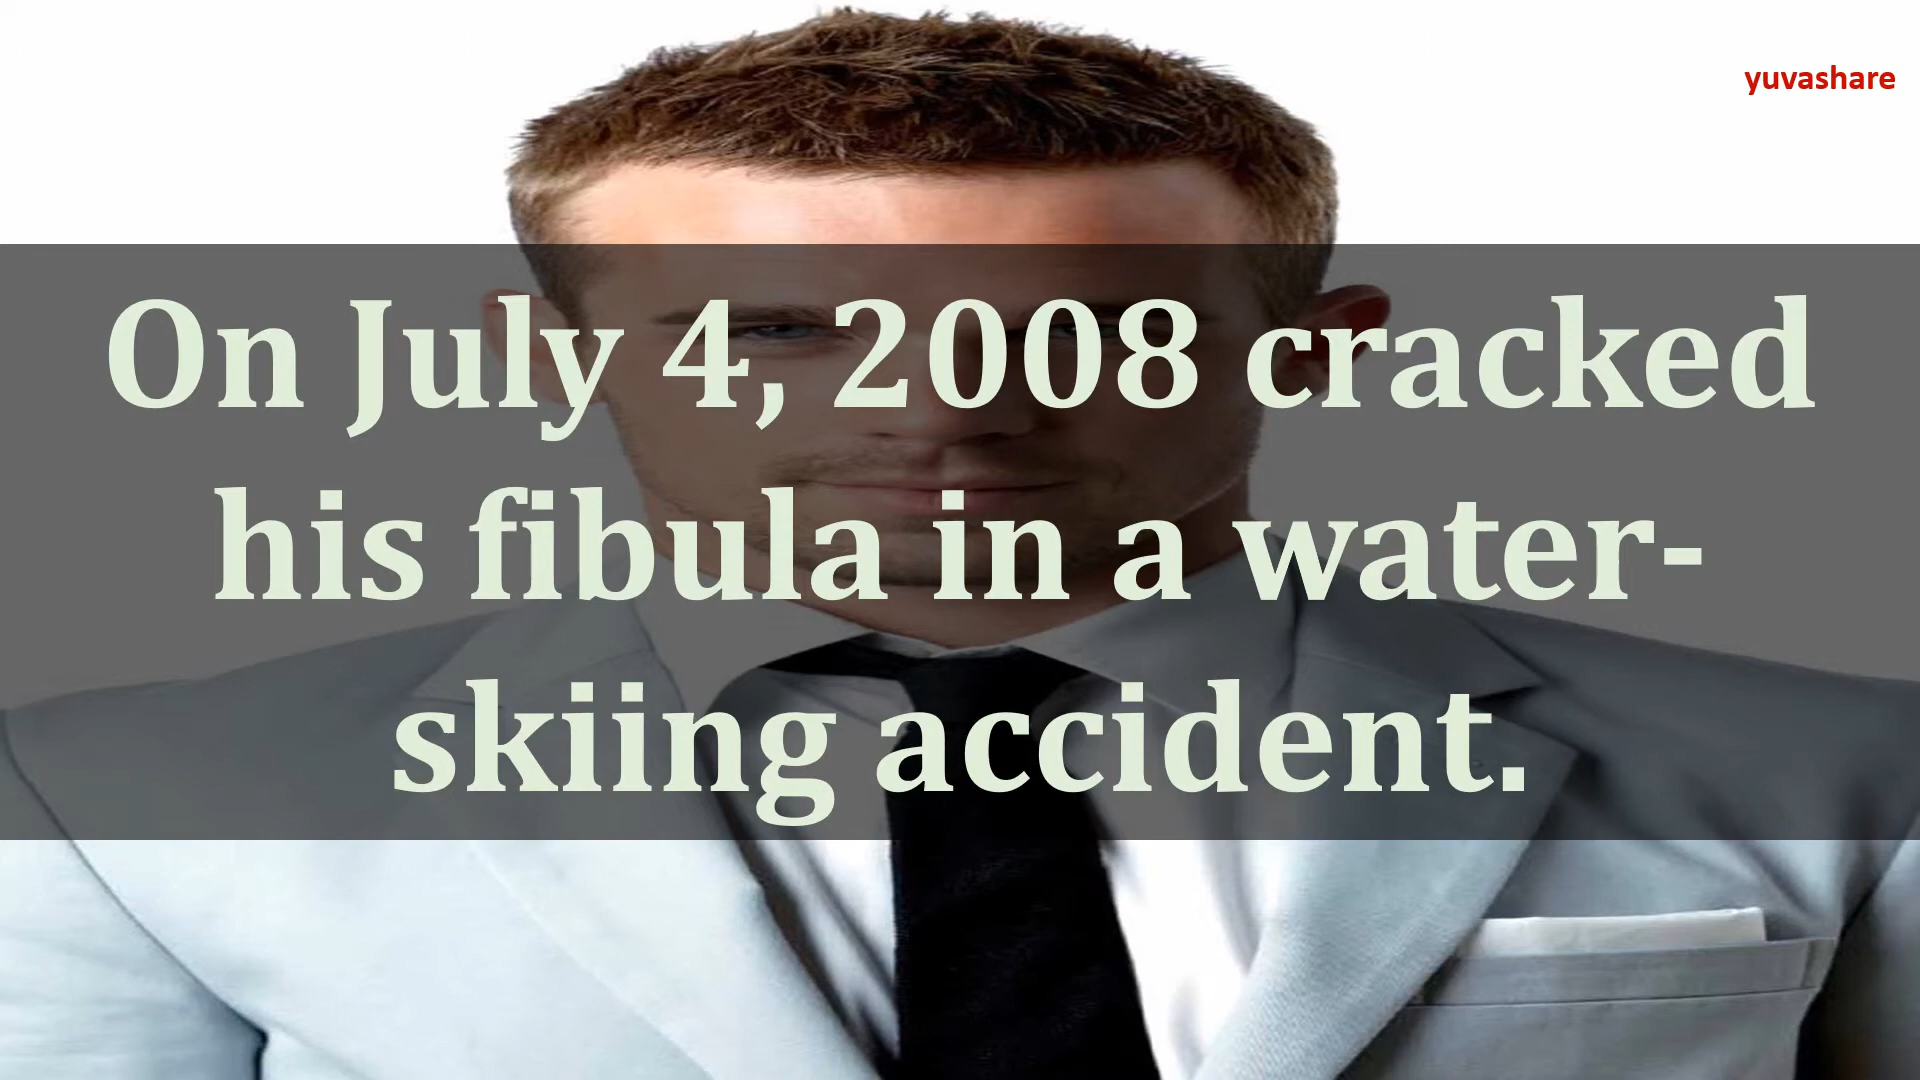 yuvashare
On July 4, 2008 cracked
his fibula in a water-
skiing accident.